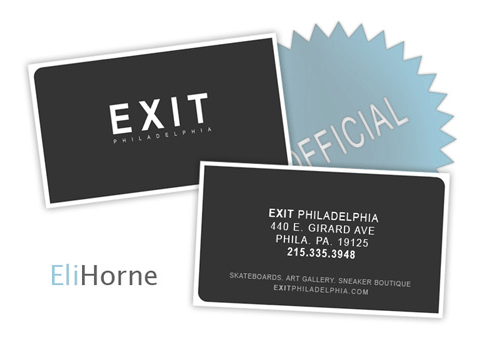 EXIT
PHILADELPHIA
OFFICIAL
EXIT PHILADELPHIA
440 E. GIRARD AVE
PHILA. PA. 19125
215.335.3948
SKATEBOARDS. ART GALLERY. SNEAKER BOUTIQUE
EXITPHILADELPHIA.COM
EliHorne